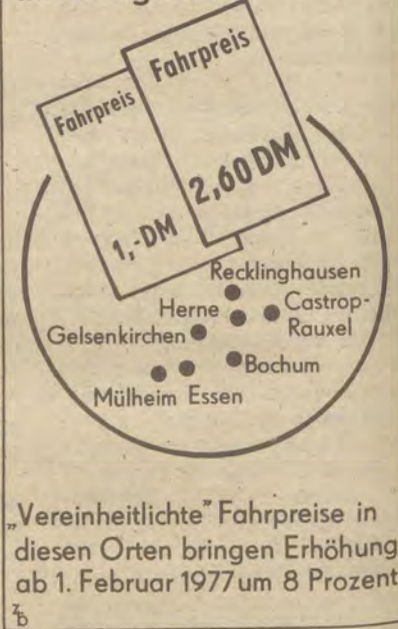 Fahrpreis
1,-DM
Fahrpreis
2,60 DM
Recklinghausen
Herne
Castrop-
Rauxel
Gelsenkirchen
Bochum
Mülheim Essen
„Vereinheitlichte” Fahrpreise in
diesen Orten bringen Erhöhung
ab 1. Februar 1977 um 8 Prozent